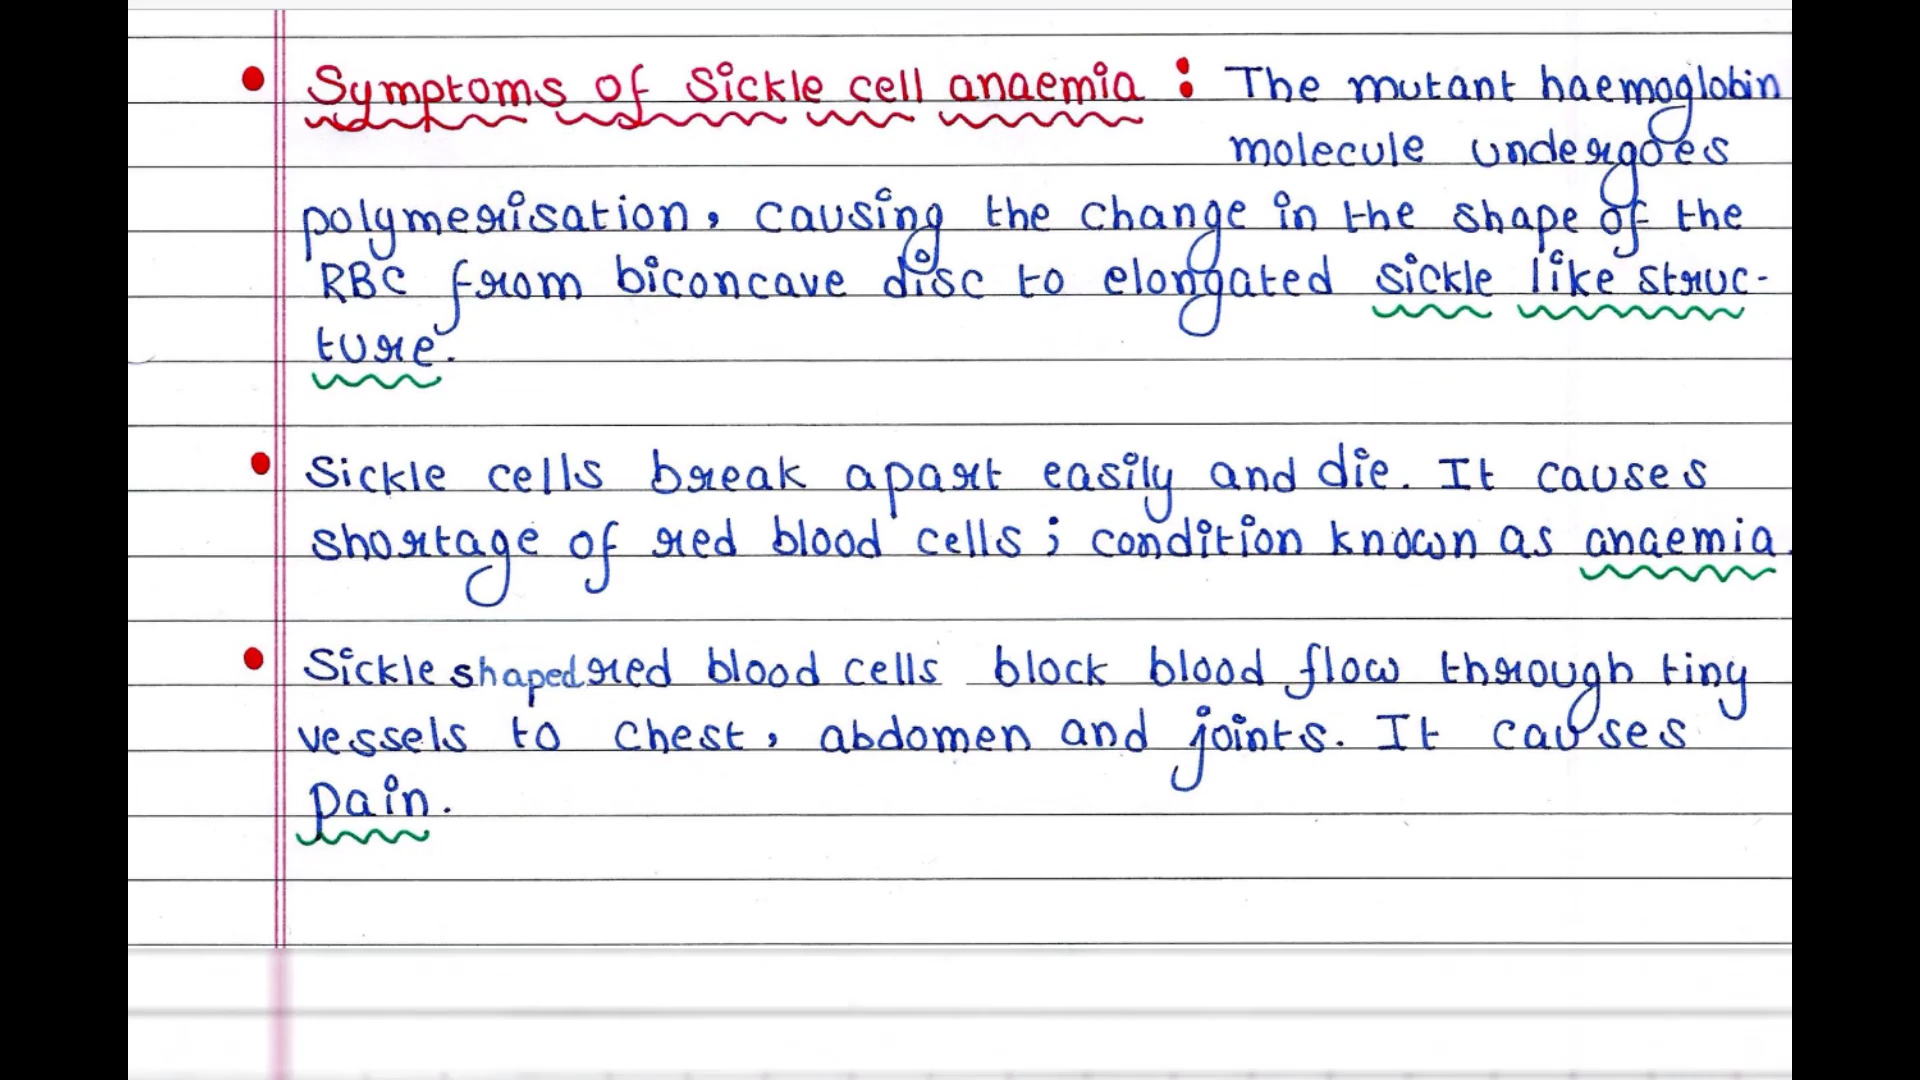 • Symptoms of Sickle cell anaemia : The mutant haemoglobin
molecule undergoes
polymerisation, causing the change in the shape of the
RBC from biconcave disc to elongated sickle like struc-
ture.
• Sickle cells break apart easily and die. It causes
shortage of red blood cells; condition known as anaemia.
• Sickle shaped red blood cells block blood flow through tiny
vessels to chest, abdomen and joints. It causes
pain.